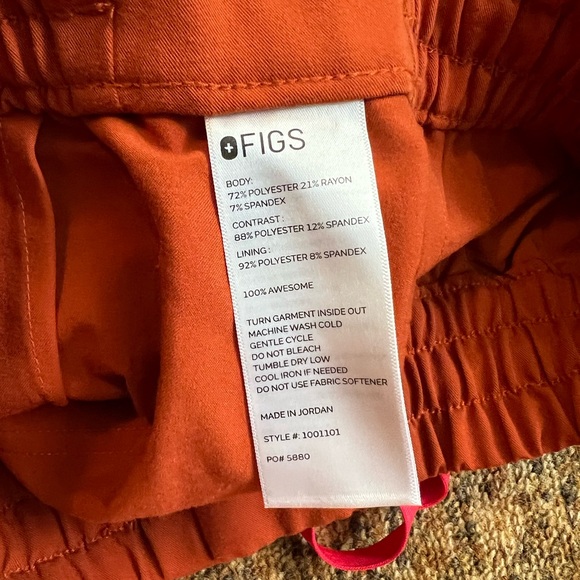 FIGS
BODY:
72% POLYESTER 21% RAYON
7% SPANDEX
CONTRAST :
88% POLYESTER 12% SPANDEX
LINING :
92% POLYESTER 8% SPANDEX
100% AWESOME
TURN GARMENT INSIDE OUT
MACHINE WASH COLD
GENTLE CYCLE
DO NOT BLEACH
TUMBLE DRY LOW
COOL IRON IF NEEDED
DO NOT USE FABRIC SOFTENER
MADE IN JORDAN
STYLE #: 1001101
PO# 5880